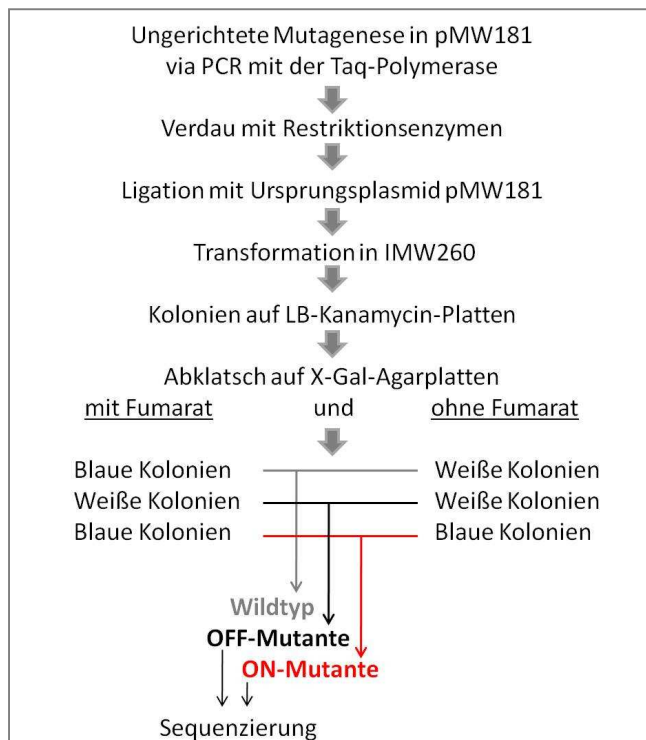 Ungerichtete Mutagenese in pMW181
via PCR mit der Taq-Polymerase
Verdau mit Restriktionsenzymen
Ligation mit Ursprungsplasmid pMW181
Transformation in IMW260
Kolonien auf LB-Kanamycin-Platten
Abklatsch auf X-Gal-Agarplatten
mit Fumarat und ohne Fumarat
Blaue Kolonien Weiße Kolonien
Weiße Kolonien Weiße Kolonien
Blaue Kolonien Blaue Kolonien
Wildtyp
OFF-Mutante
ON-Mutante
Sequenzierung